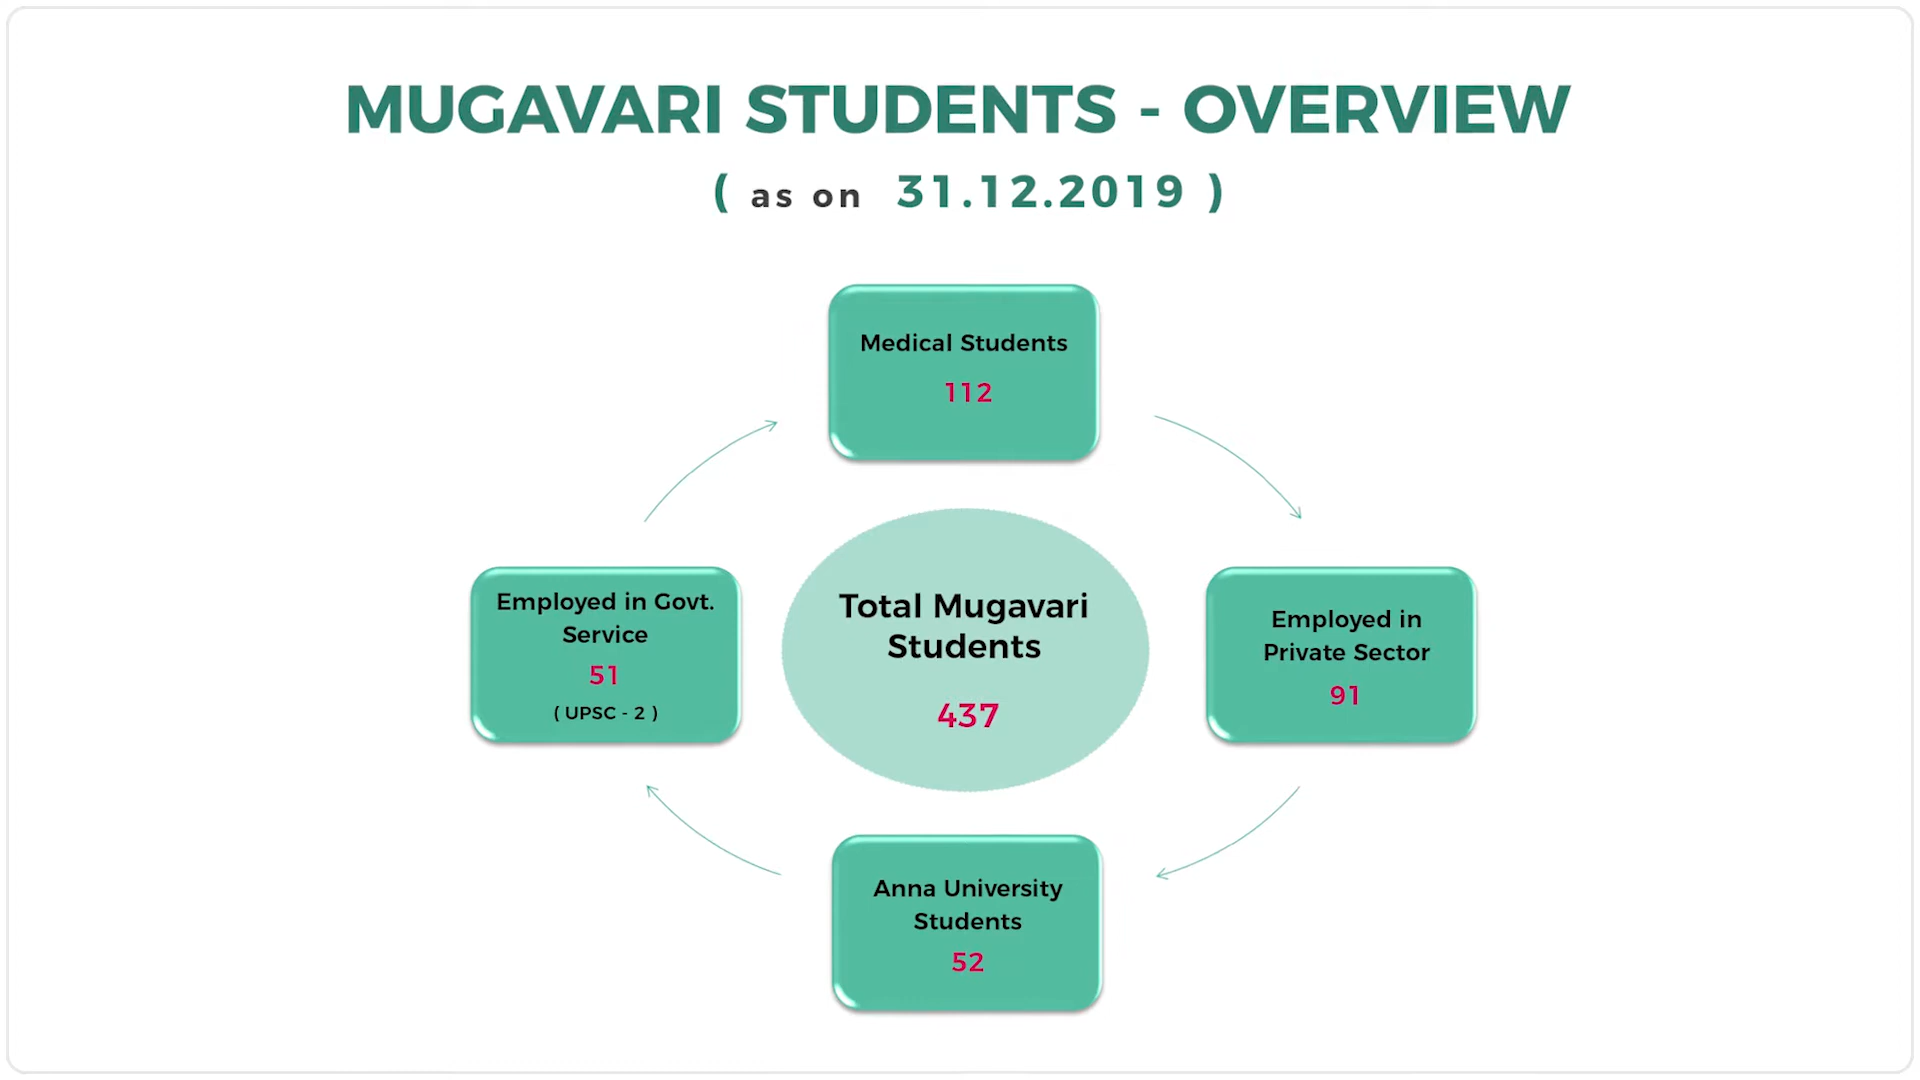 MUGAVARI STUDENTS - OVERVIEW
( as on 31.12.2019 )
Medical Students
112
Employed in Govt.
Service
51
( UPSC - 2 )
Total Mugavari
Students
437
Employed in
Private Sector
91
Anna University
Students
52